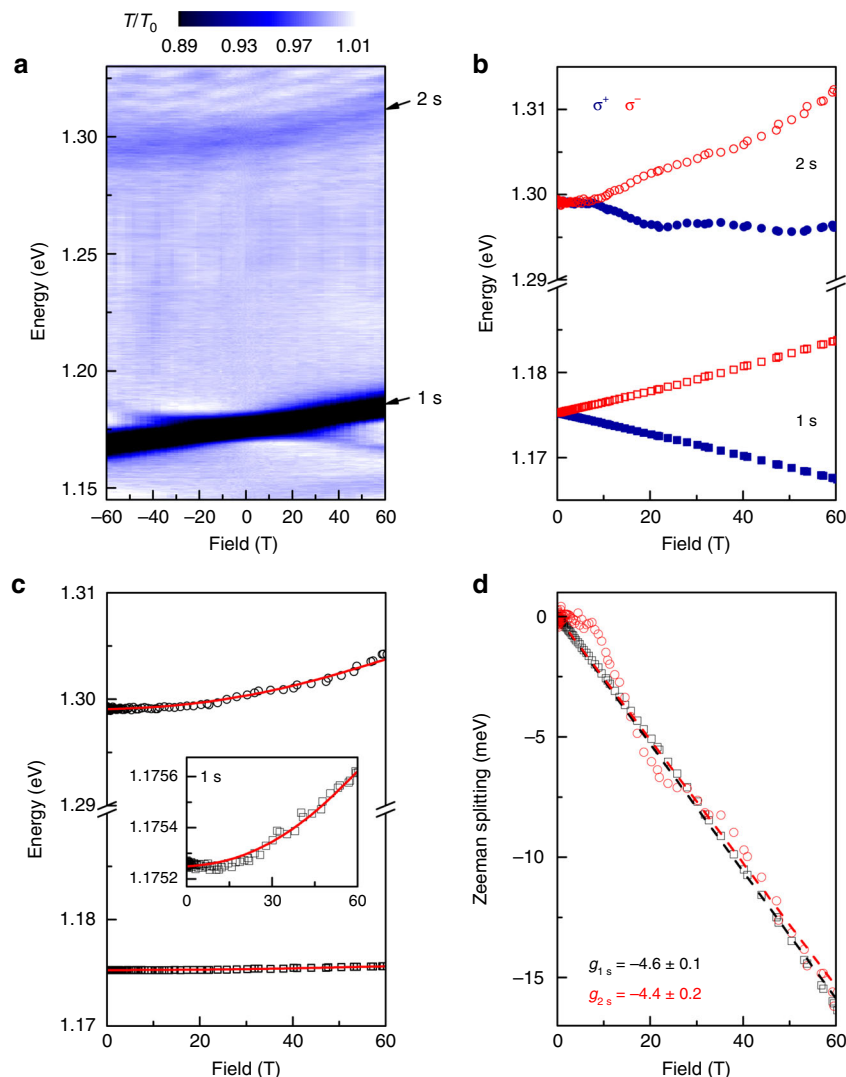 T/T0
0.89 0.93 0.97 1.01
a
1.30
1.25
1.20
1.15
Energy (eV)
–60 –40 –20 0 20 40 60
Field (T)
2 s
1 s
b
σ+ σ–
1.31
1.30
1.29
1.18
1.17
Energy (eV)
2 s
1 s
0 20 40 60
Field (T)
c
1.31
1.30
1.29
1.18
1.17
Energy (eV)
1 s
1.1756
1.1754
1.1752
0 30 60
0 20 40 60
Field (T)
d
0
–5
–10
–15
Zeeman splitting (meV)
g1 s = –4.6 ± 0.1
g2 s = –4.4 ± 0.2
0 20 40 60
Field (T)